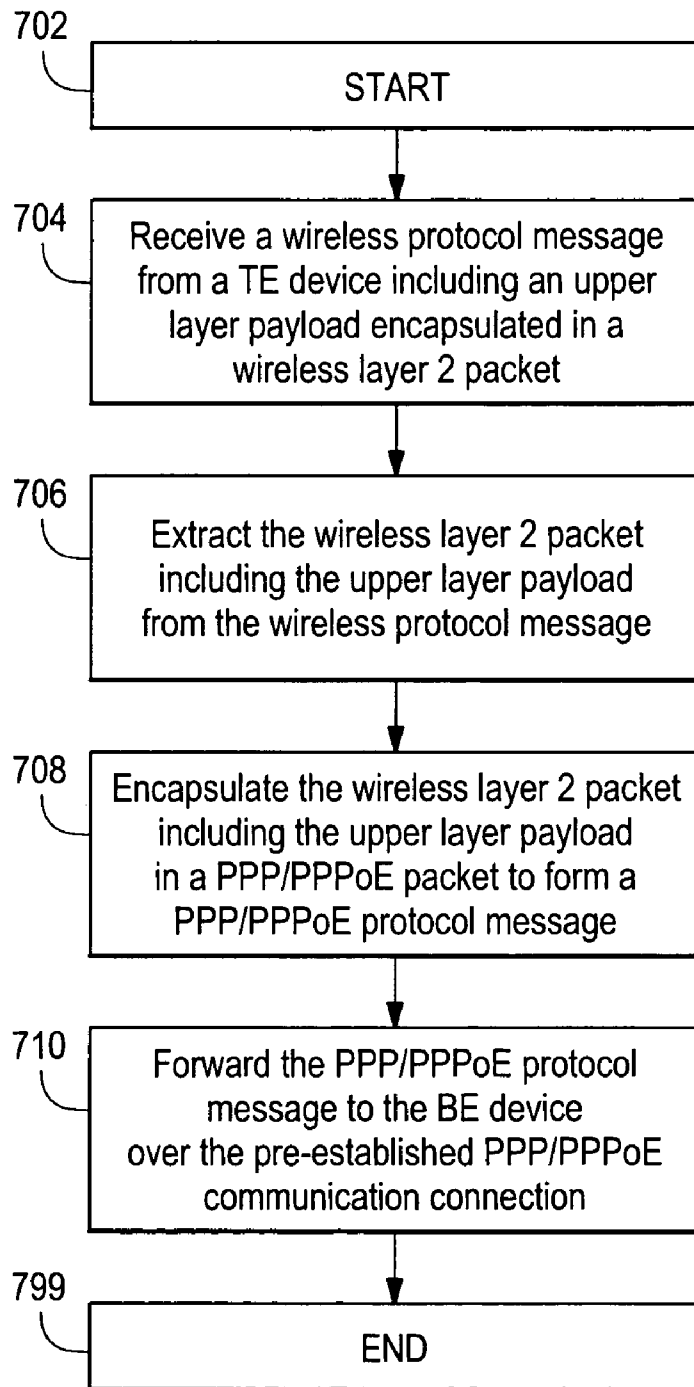 702
START
704
Receive a wireless protocol message
from a TE device including an upper
layer payload encapsulated in a
wireless layer 2 packet
706
Extract the wireless layer 2 packet
including the upper layer payload
from the wireless protocol message
708
Encapsulate the wireless layer 2 packet
including the upper layer payload
in a PPP/PPPoE packet to form a
PPP/PPPoE protocol message
710
Forward the PPP/PPPoE protocol
message to the BE device
over the pre-established PPP/PPPoE
communication connection
799
END